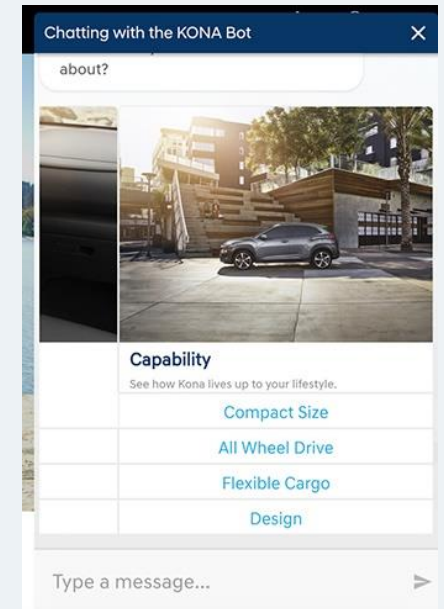 Chatting with the KONA Bot
about?
Capability
See how Kona lives up to your lifestyle.
Compact Size
All Wheel Drive
Flexible Cargo
Design
Type a message...